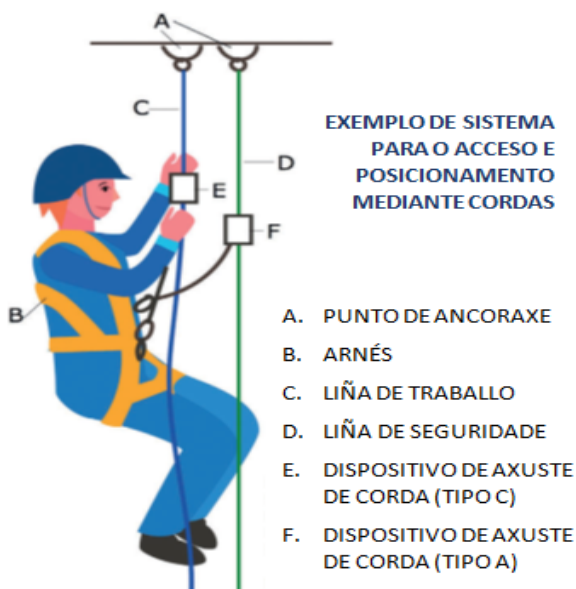 A
C
EXEMPLO DE SISTEMA
PARA O ACCESO E
POSICIONAMENTO
MEDIANTE CORDAS
D
E
F
B
A. PUNTO DE ANCORAXE
B. ARNÉS
C. LIÑA DE TRABALLO
D. LIÑA DE SEGURIDADE
E. DISPOSITIVO DE AXUSTE
DE CORDA (TIPO C)
F. DISPOSITIVO DE AXUSTE
DE CORDA (TIPO A)